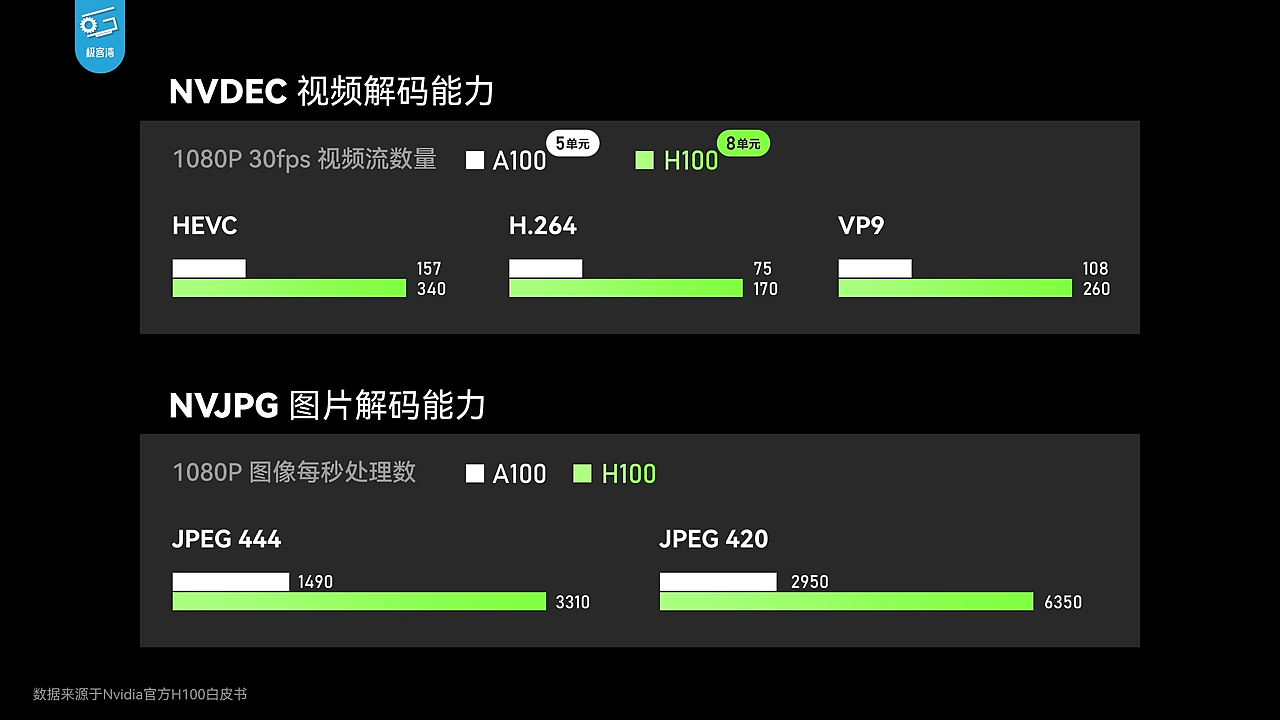 极客湾
NVDEC 视频解码能力
1080P 30fps 视频流数量 A100 5单元 H100 8单元
HEVC H.264 VP9
157 75 108
340 170 260
NVJPG 图片解码能力
1080P 图像每秒处理数 A100 H100
JPEG 444 JPEG 420
1490 2950
3310 6350
数据来源于Nvidia官方H100白皮书